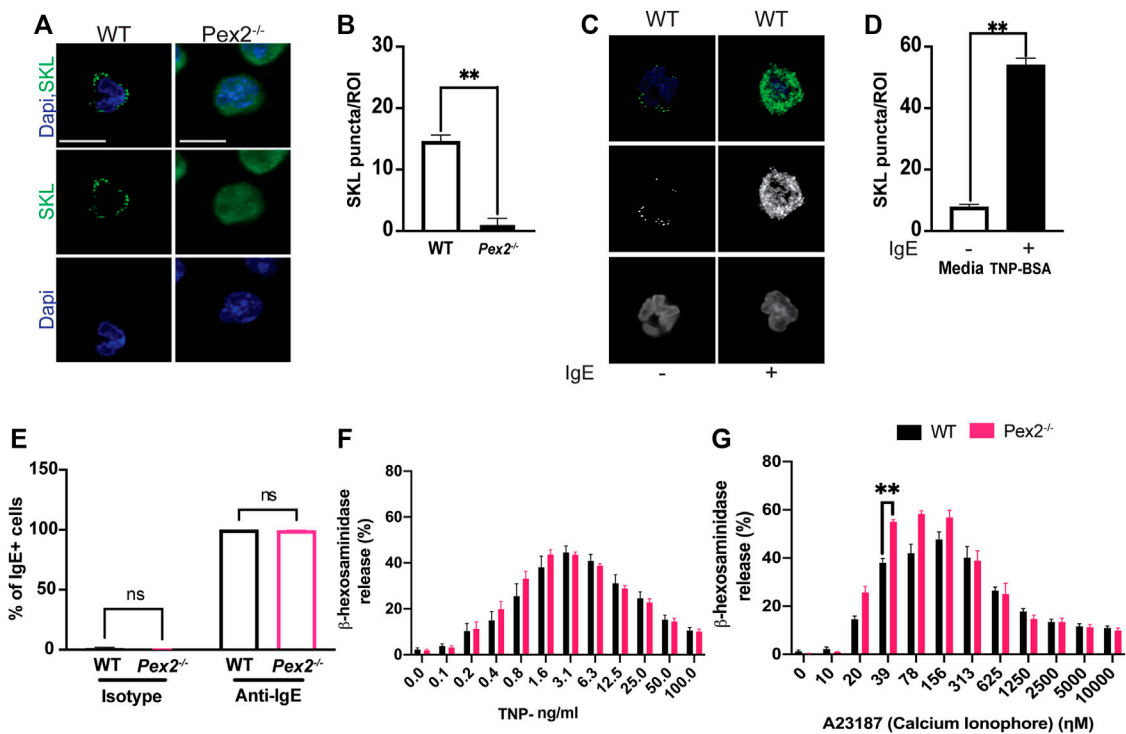 A
WT
Pex2-/-
Dapi,SKL
SKL
Dapi
B
SKL puncta/ROI
30
20
10
0
**
WT
Pex2-/-
C
WT
WT
IgE
-
+
D
SKL puncta/ROI
60
40
20
0
**
IgE
-
+
Media
TNP-BSA
E
% of IgE+ cells
150
100
50
0
ns
ns
WT
Pex2-/-
WT
Pex2-/-
Isotype
Anti-IgE
F
β-hexosaminidase
release (%)
80
60
40
20
0
0.0
0.1
0.2
0.4
0.8
1.6
3.1
6.3
12.5
25.0
50.0
100.0
TNP- ng/ml
G
WT
Pex2-/-
β-hexosaminidase
release (%)
80
60
40
20
0
**
0
10
20
39
78
156
313
625
1250
2500
5000
10000
A23187 (Calcium Ionophore) (ηM)